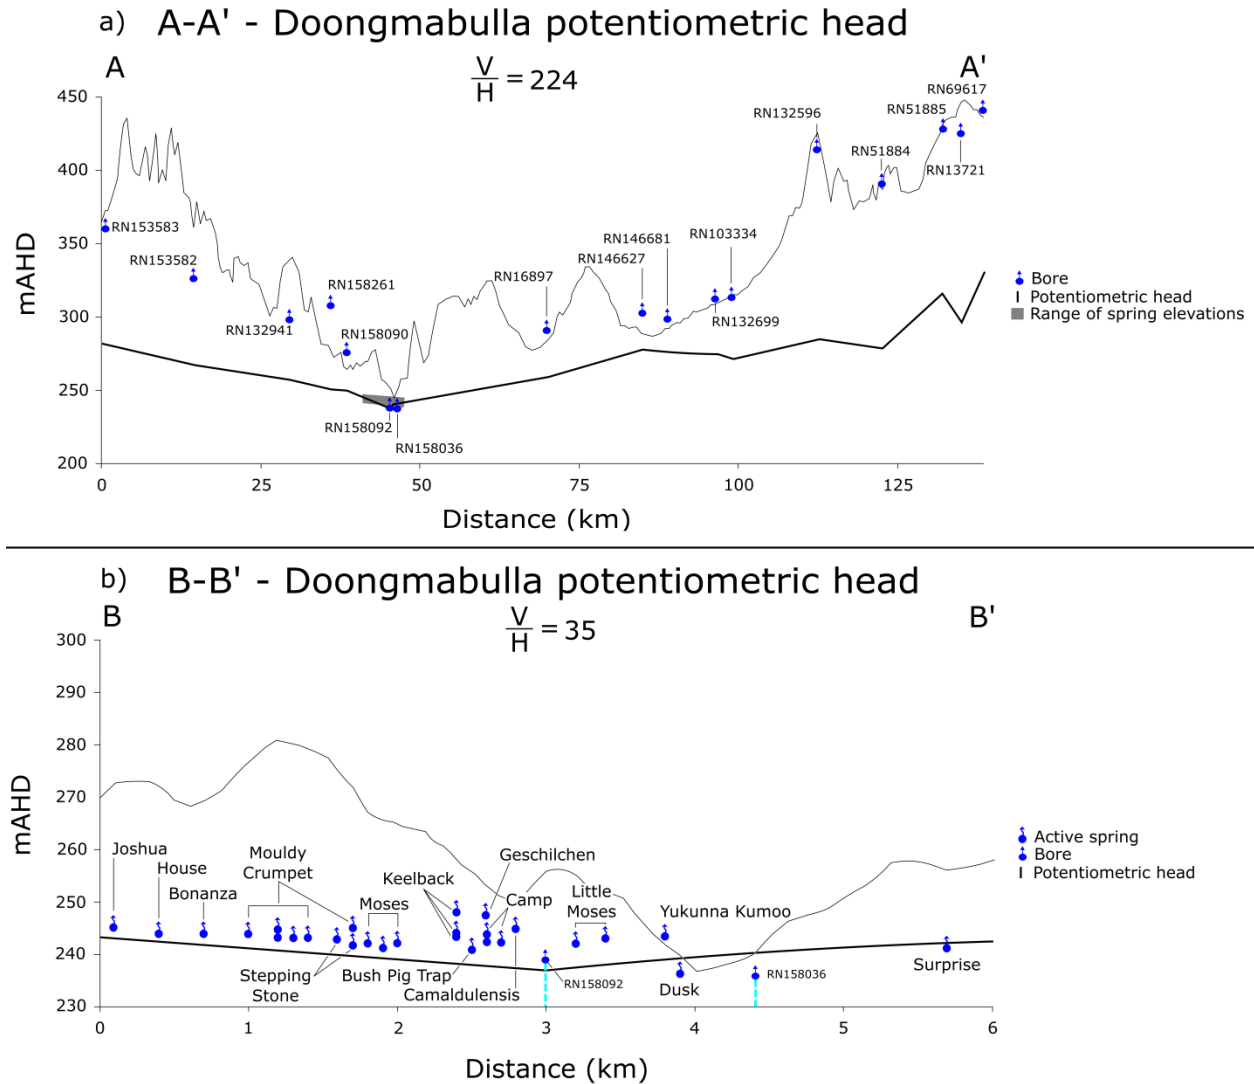 a) A-A' - Doongmabulla potentiometric head
A
V
H
= 224
A'
mAHD
450
400
350
300
250
200
RN153583
RN153582
RN132941
RN158261
RN158090
RN158092
RN158036
RN16897
RN146627
RN146681
RN103334
RN132699
RN132596
RN51884
RN51885
RN69617
RN13721
0
25
50
75
100
125
Distance (km)
Bore
Potentiometric head
Range of spring elevations
b) B-B' - Doongmabulla potentiometric head
B
V
H
= 35
B'
mAHD
300
290
280
270
260
250
240
230
Joshua
House
Bonanza
Mouldy
Crumpet
Stepping
Stone
Moses
Keelback
Bush Pig Trap
Geschilchen
Camp
Camaldulensis
RN158092
Little
Moses
Yukunna Kumoo
Dusk
RN158036
Surprise
0
1
2
3
4
5
6
Distance (km)
Active spring
Bore
Potentiometric head